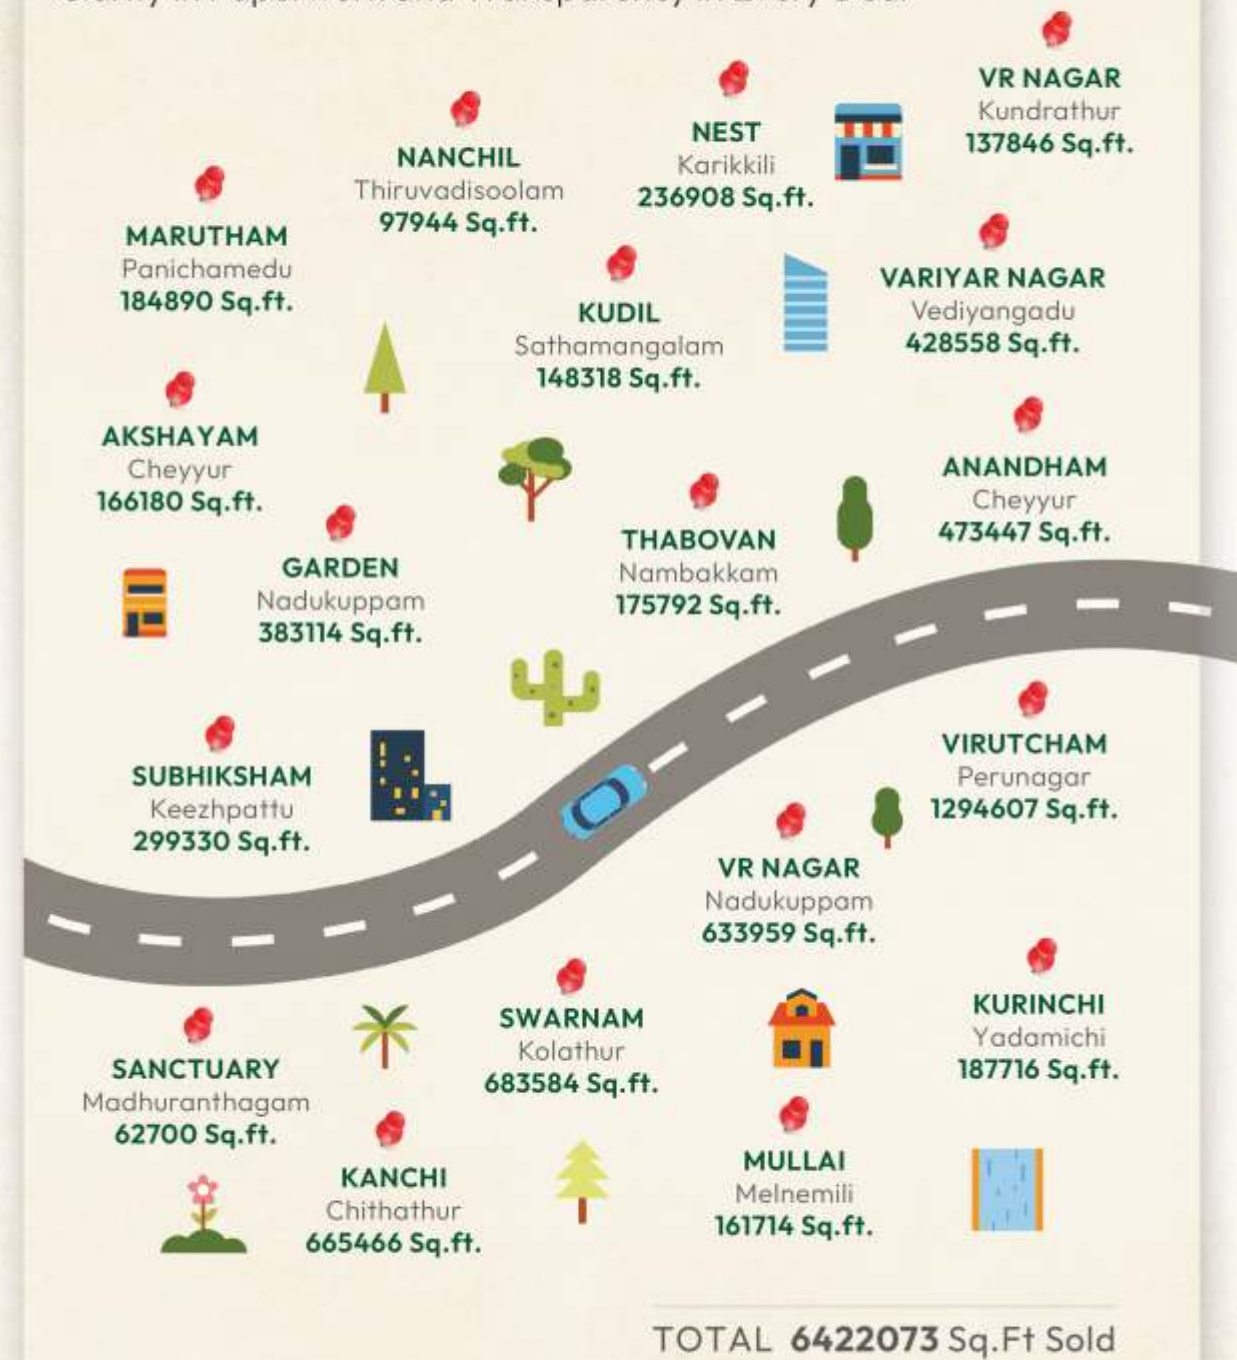 VR NAGAR
Kundrathur
137846 Sq.ft.
NEST
Karikkili
236908 Sq.ft.
NANCHIL
Thiruvadisoolam
97944 Sq.ft.
MARUTHAM
Panichamedu
184890 Sq.ft.
VARIYAR NAGAR
Vediyangadu
428558 Sq.ft.
KUDIL
Sathamangalam
148318 Sq.ft.
AKSHAYAM
Cheyyur
166180 Sq.ft.
ANANDHAM
Cheyyur
473447 Sq.ft.
THABOVAN
Nambakkam
175792 Sq.ft.
GARDEN
Nadukuppam
383114 Sq.ft.
VIRUTCHAM
Perunagar
1294607 Sq.ft.
SUBHIKSHAM
Keezhpattu
299330 Sq.ft.
VR NAGAR
Nadukuppam
633959 Sq.ft.
KURINCHI
Yadamichi
187716 Sq.ft.
SWARNAM
Kolathur
683584 Sq.ft.
SANCTUARY
Madhuranthagam
62700 Sq.ft.
MULLAI
Melnemili
161714 Sq.ft.
KANCHI
Chithathur
665466 Sq.ft.
TOTAL 6422073 Sq.Ft Sold